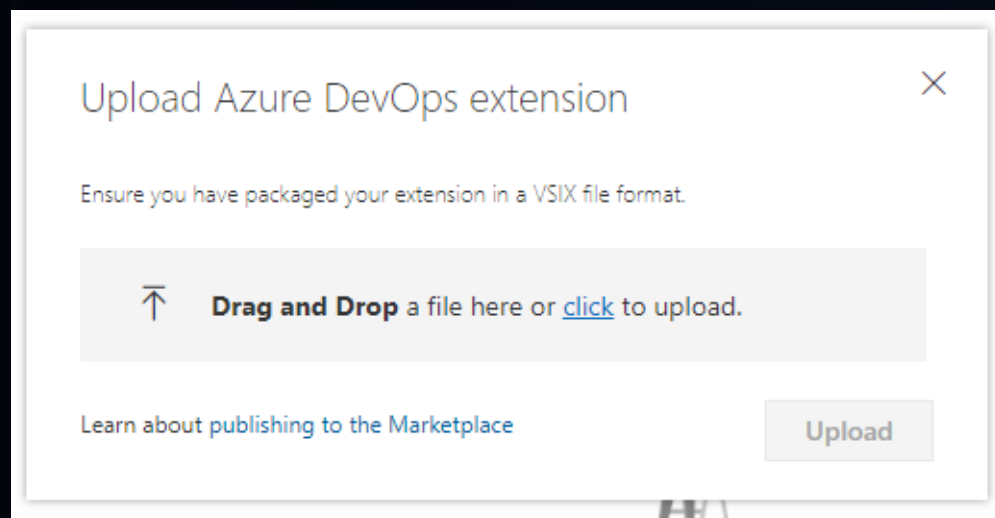 Upload Azure DevOps extension
Ensure you have packaged your extension in a VSIX file format.
Drag and Drop a file here or click to upload.
Learn about publishing to the Marketplace
Upload